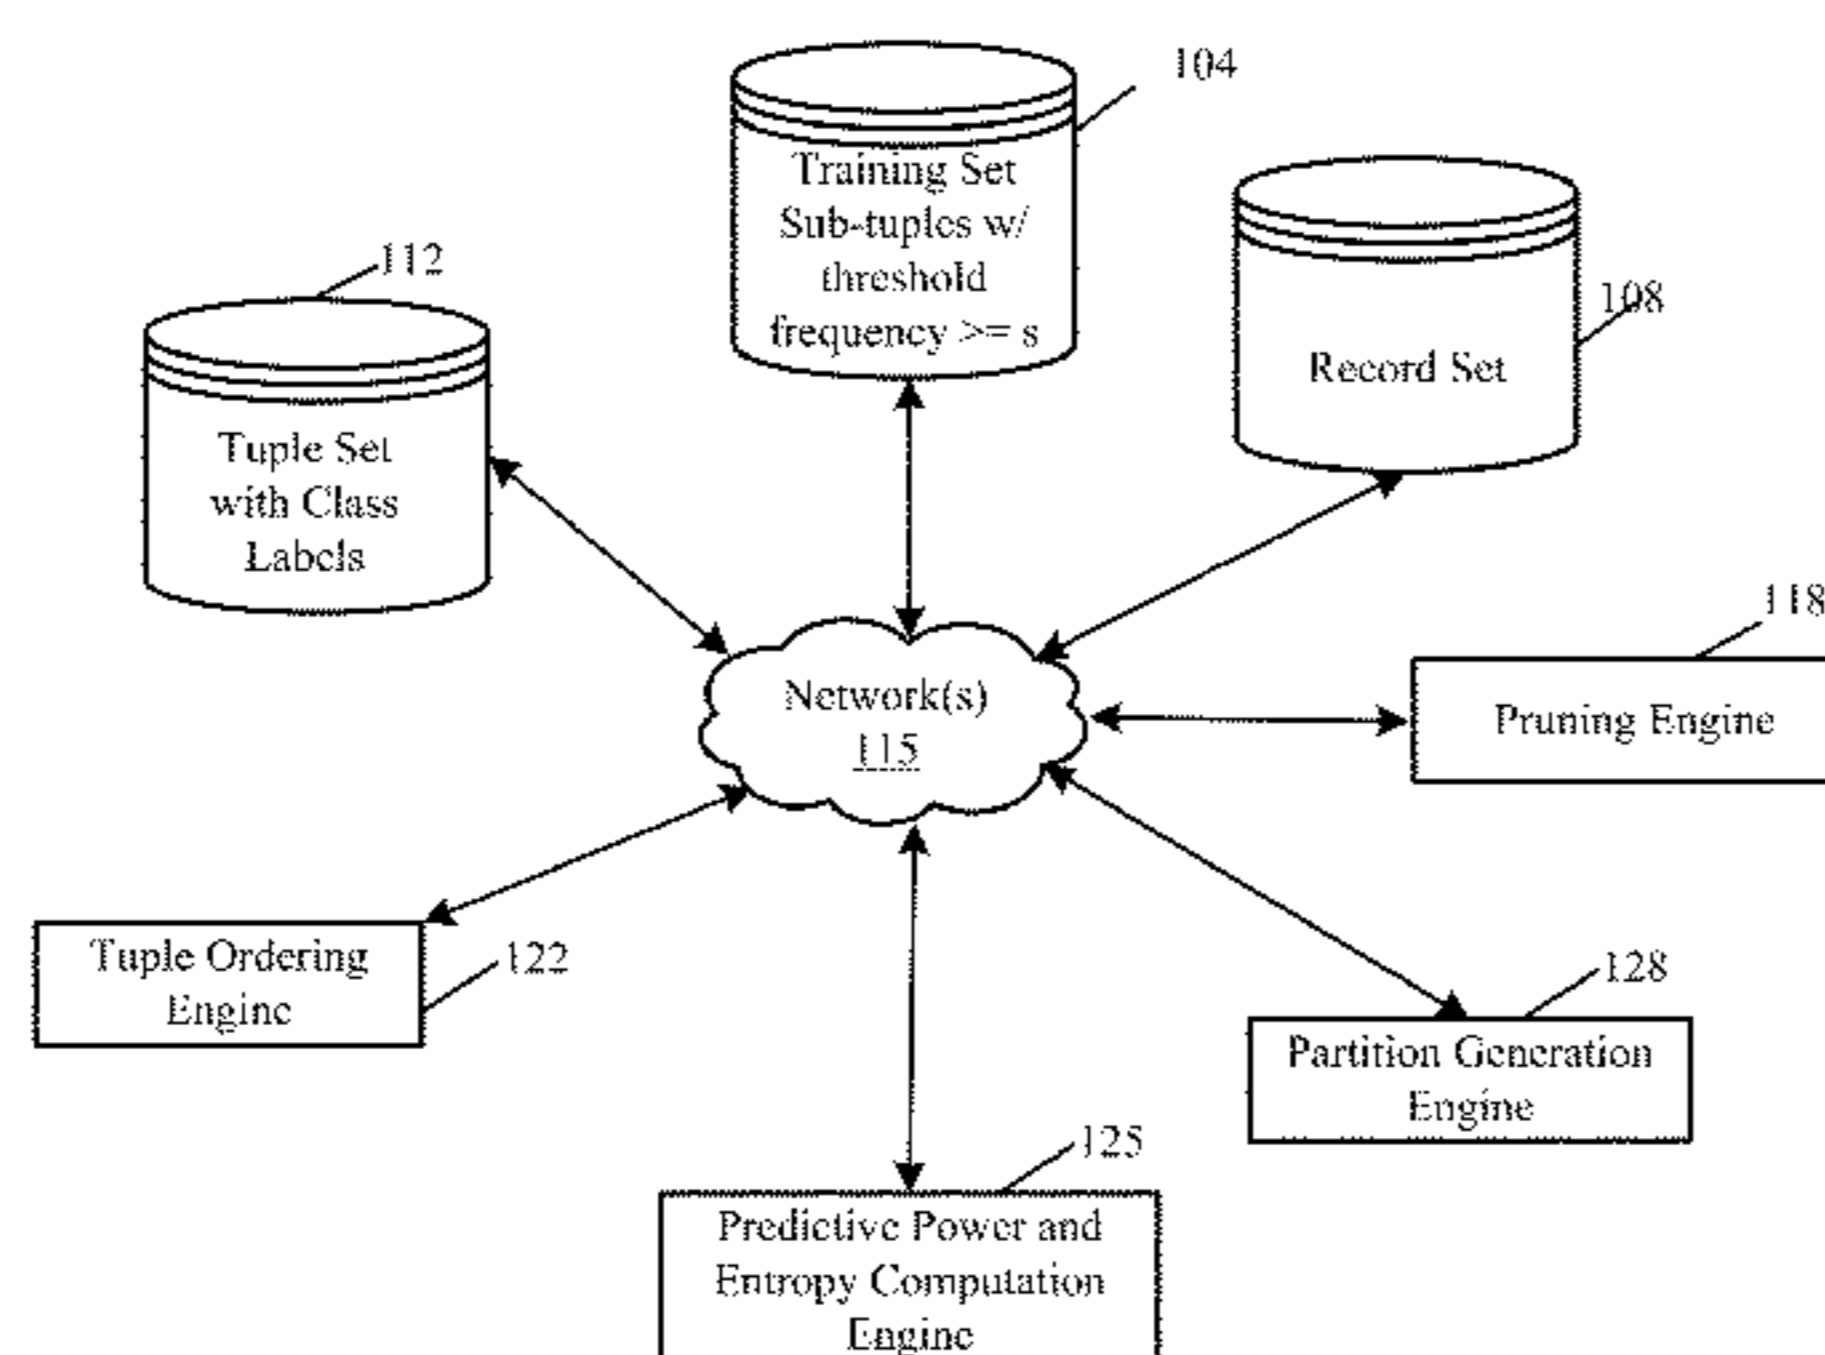 104
Training Set
Sub-tuples w/
threshold
frequency >= s
108
Record Set
112
Tuple Set
with Class
Labels
Network(s)
115
118
Pruning Engine
Tuple Ordering
Engine
122
128
Partition Generation
Engine
125
Predictive Power and
Entropy Computation
Engine